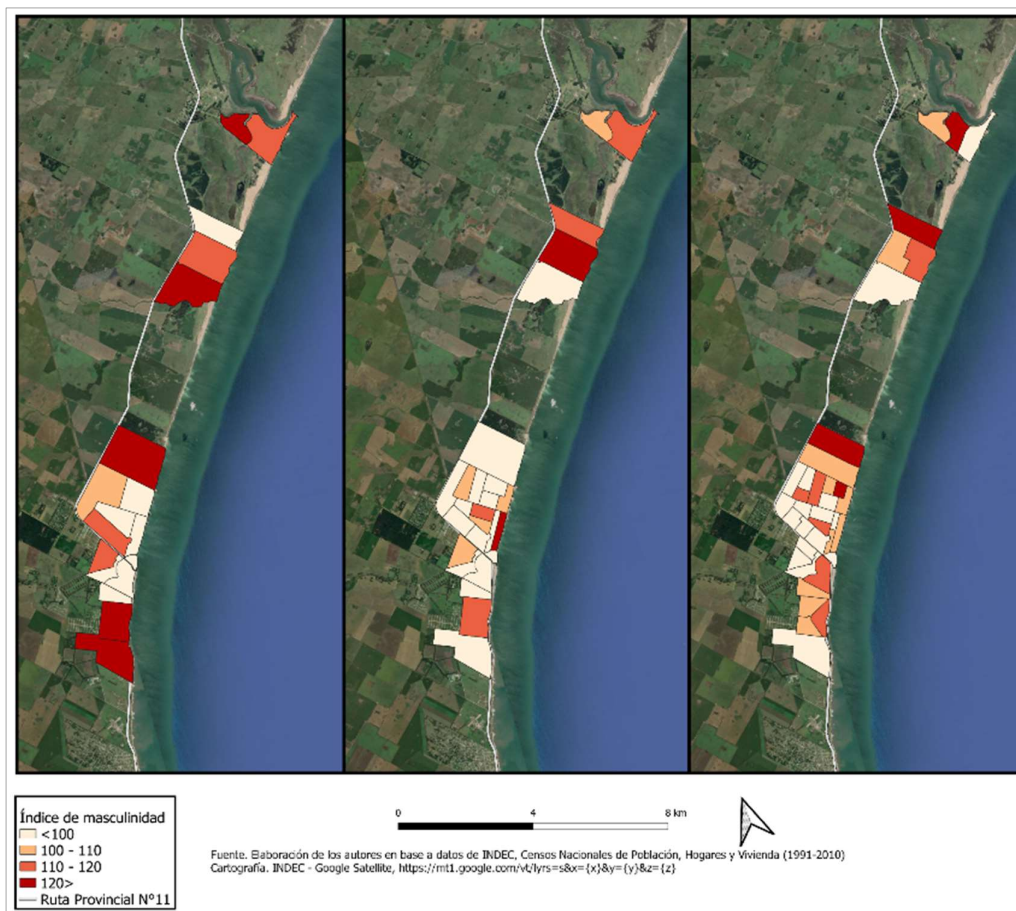 Índice de masculinidad
<100
100 - 110
110 - 120
120>
Ruta Provincial N°11
0 4 8 km
Fuente. Elaboración de los autores en base a datos de INDEC, Censos Nacionales de Población, Hogares y Vivienda (1991-2010)
Cartografía. INDEC - Google Satellite, https://mt1.google.com/vt/lyrs=s&x={x}&y={y}&z={z}